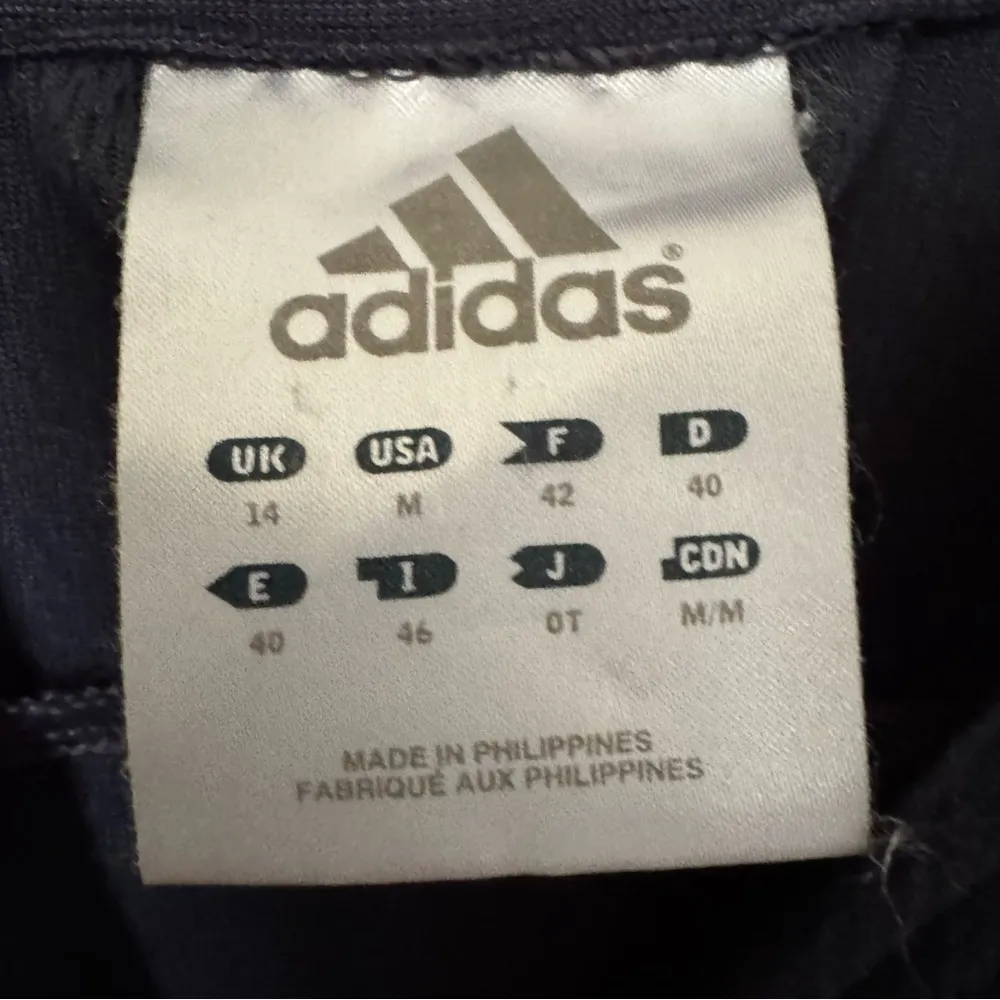 adidas®
UK USA F D
14 M 42 40
E I J CDN
40 46 OT M/M
MADE IN PHILIPPINES
FABRIQUÉ AUX PHILIPPINES